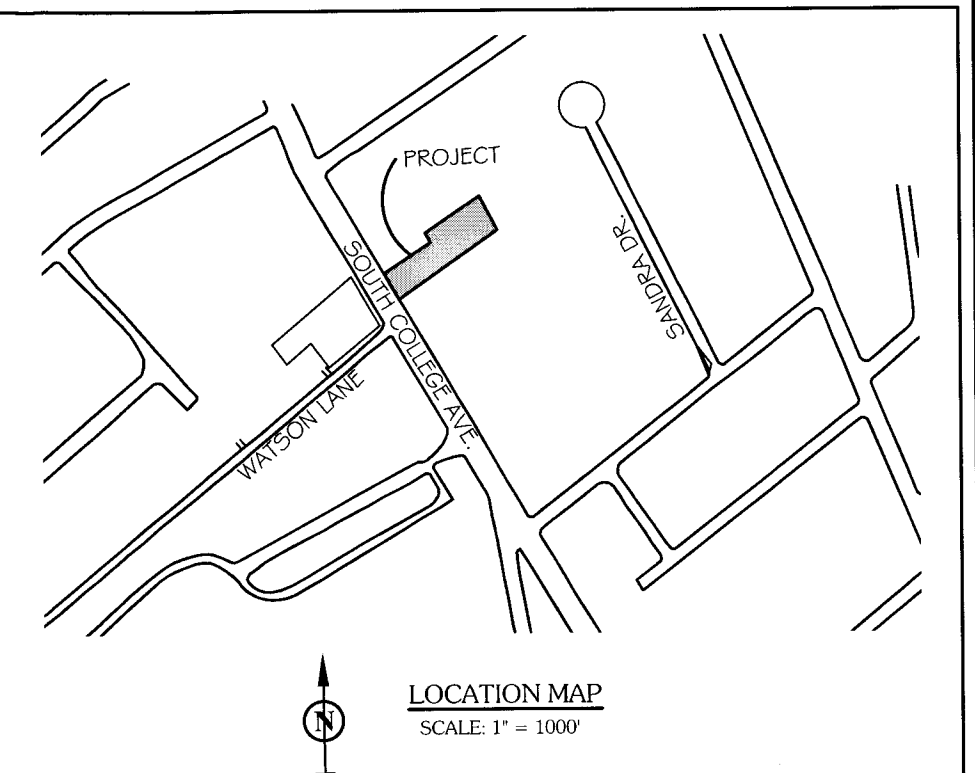 PROJECT
SOUTH COLLEGE AVE.
SANDRA DR.
WATSON LANE
N
LOCATION MAP
SCALE: 1" = 1000'